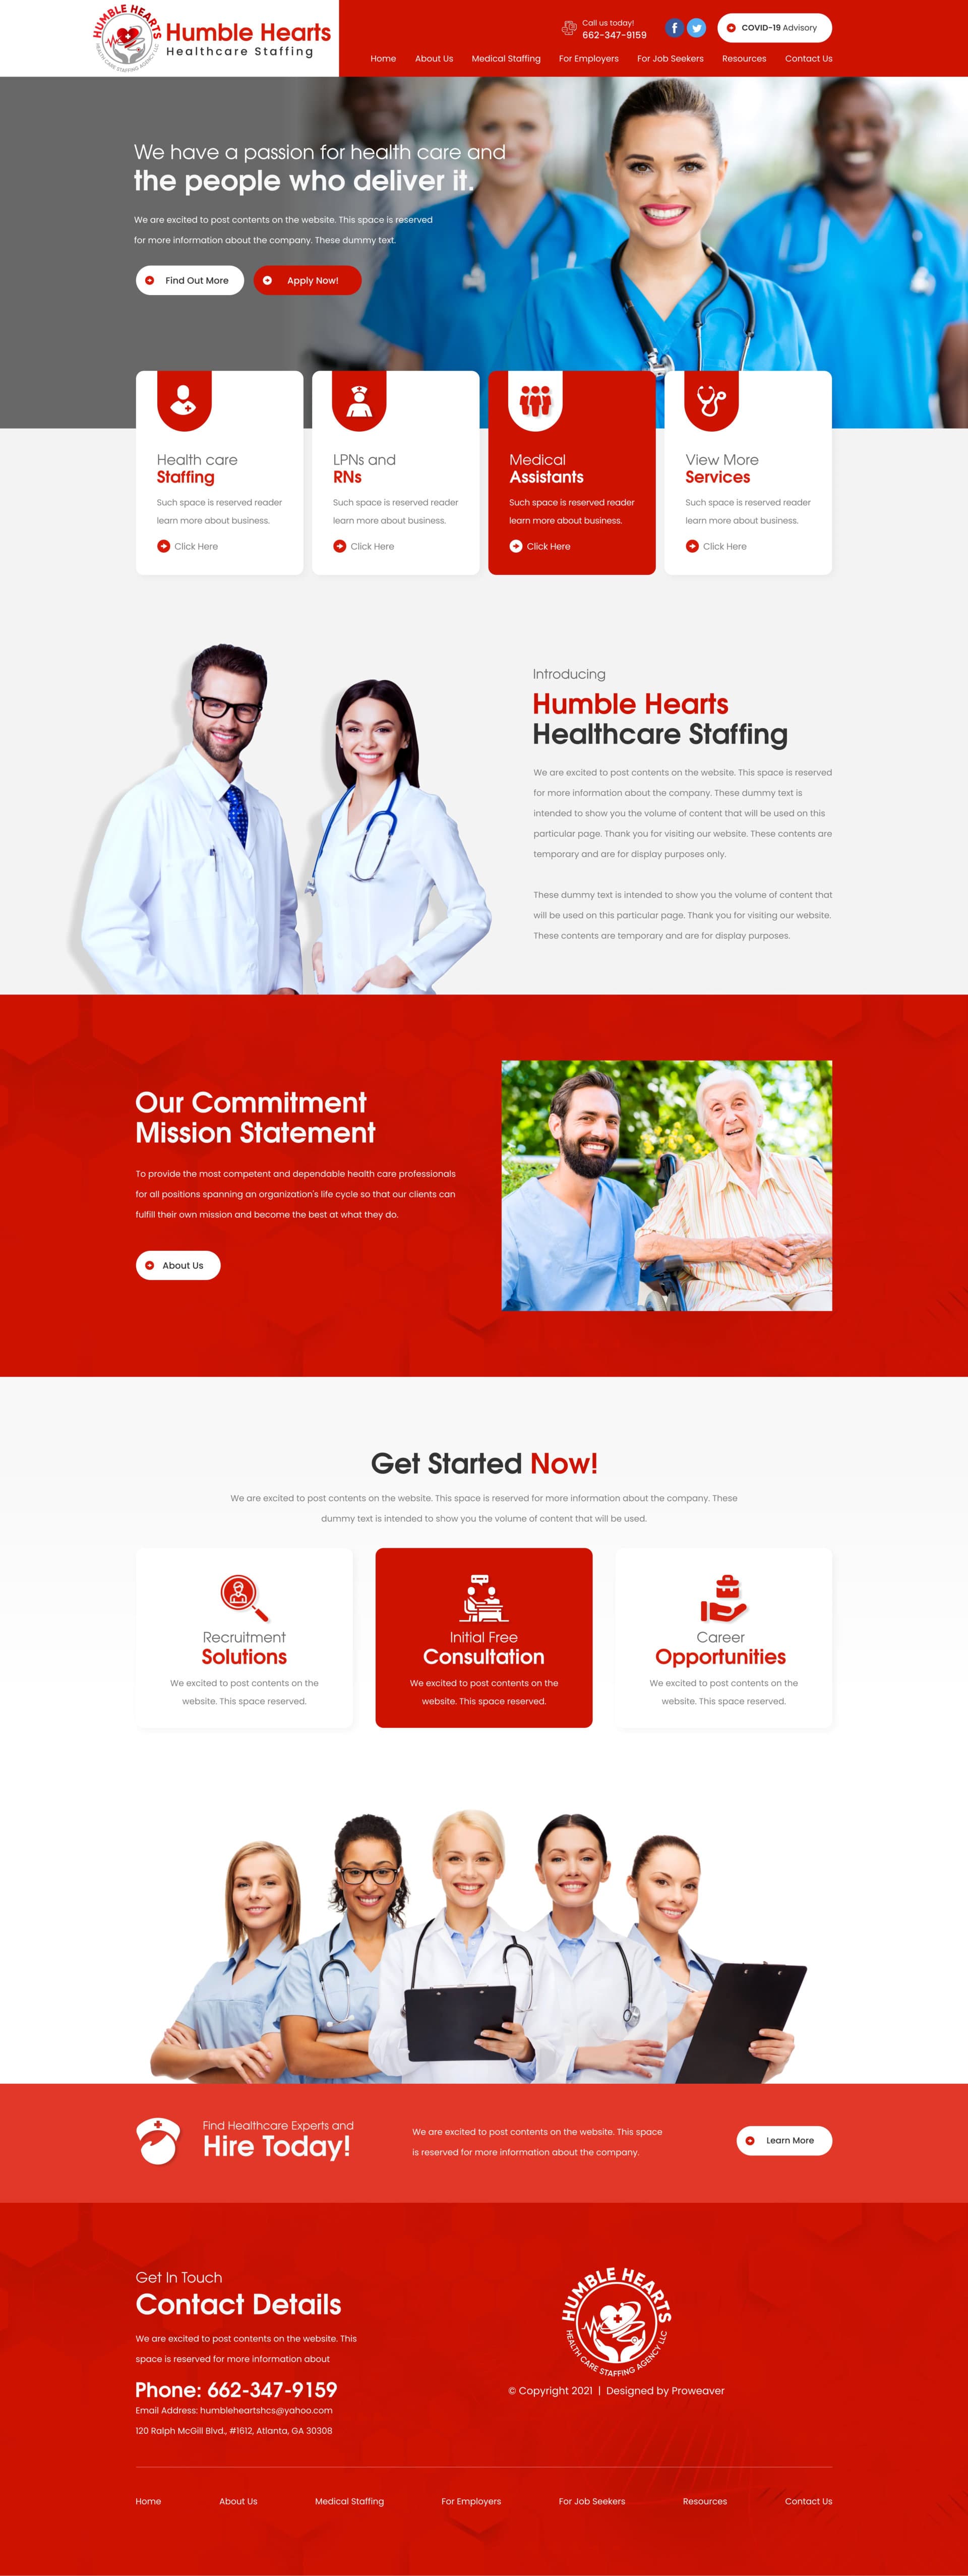 HUMBLE HEARTS
HEALTH CARE STAFFING AGENCY LLC
Humble Hearts
Healthcare Staffing
Call us today!
662-347-9159
COVID-19 Advisory
Home About Us Medical Staffing For Employers For Job Seekers Resources Contact Us
We have a passion for health care and
the people who deliver it.
We are excited to post contents on the website. This space is reserved
for more information about the company. These dummy text.
Find Out More Apply Now!
Health care
Staffing
Such space is reserved reader
learn more about business.
Click Here
LPNs and
RNs
Such space is reserved reader
learn more about business.
Click Here
Medical
Assistants
Such space is reserved reader
learn more about business.
Click Here
View More
Services
Such space is reserved reader
learn more about business.
Click Here
Introducing
Humble Hearts
Healthcare Staffing
We are excited to post contents on the website. This space is reserved
for more information about the company. These dummy text is
intended to show you the volume of content that will be used on this
particular page. Thank you for visiting our website. These contents are
temporary and are for display purposes only.
These dummy text is intended to show you the volume of content that
will be used on this particular page. Thank you for visiting our website.
These contents are temporary and are for display purposes.
Our Commitment
Mission Statement
To provide the most competent and dependable health care professionals
for all positions spanning an organization's life cycle so that our clients can
fulfill their own mission and become the best at what they do.
About Us
Get Started Now!
We are excited to post contents on the website. This space is reserved for more information about the company. These
dummy text is intended to show you the volume of content that will be used.
Recruitment
Solutions
We excited to post contents on the
website. This space reserved.
Initial Free
Consultation
We excited to post contents on the
website. This space reserved.
Career
Opportunities
We excited to post contents on the
website. This space reserved.
Find Healthcare Experts and
Hire Today!
We are excited to post contents on the website. This space
is reserved for more information about the company.
Learn More
Get In Touch
Contact Details
We are excited to post contents on the website. This
space is reserved for more information about
Phone: 662-347-9159
Email Address: humbleheartshcs@yahoo.com
120 Ralph McGill Blvd., #1612, Atlanta, GA 30308
HUMBLE HEARTS
HEALTH CARE STAFFING AGENCY LLC
© Copyright 2021 | Designed by Proweaver
Home About Us Medical Staffing For Employers For Job Seekers Resources Contact Us